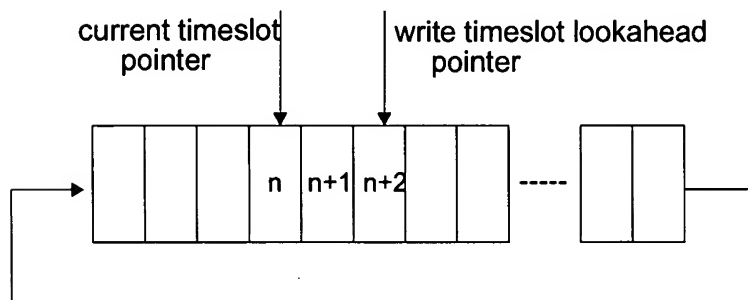 current timeslot
pointer
write timeslot lookahead
pointer
n n+1 n+2